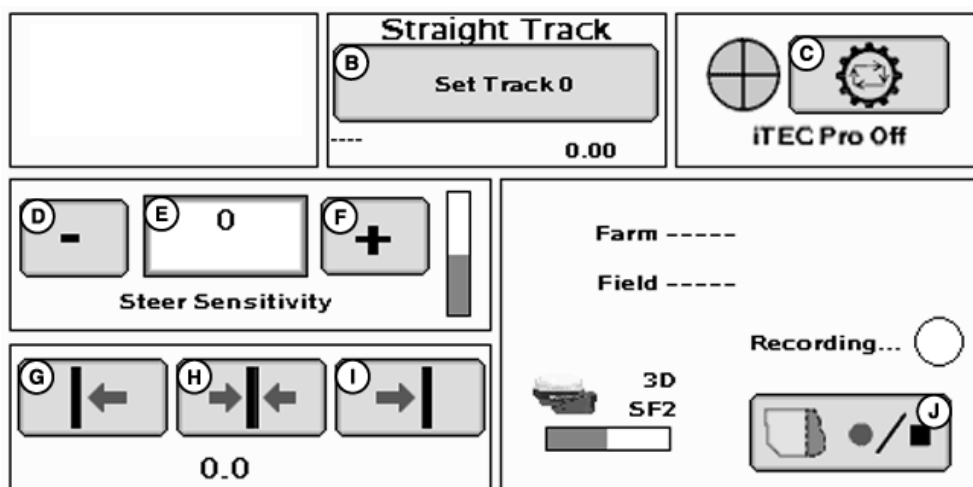 Straight Track
B
Set Track 0
----
0.00
C
iTEC Pro Off
D
-
E
0
F
+
Steer Sensitivity
G
H
I
0.0
Farm -----
Field -----
Recording...
3D
SF2
J